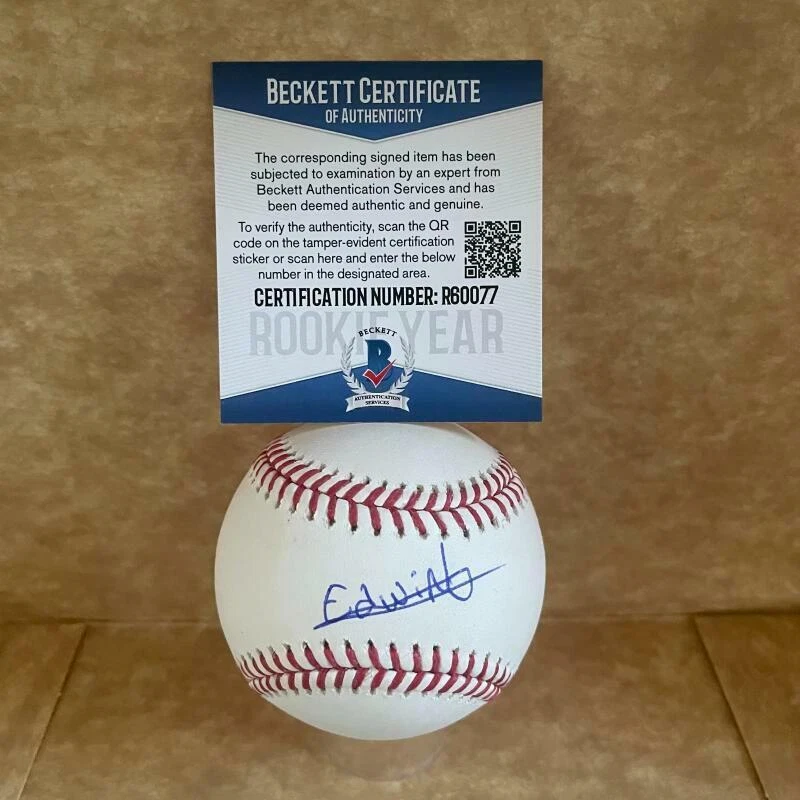 BECKETT CERTIFICATE
OF AUTHENTICITY
The corresponding signed item has been
subjected to examination by an expert from
Beckett Authentication Services and has
been deemed authentic and genuine.
To verify the authenticity, scan the QR
code on the tamper-evident certification
sticker or scan here and enter the below
number in the designated area.
CERTIFICATION NUMBER: R60077
ROOKIE YEAR
BECKETT
B
AUTHENTICATION
SERVICES
Edwin